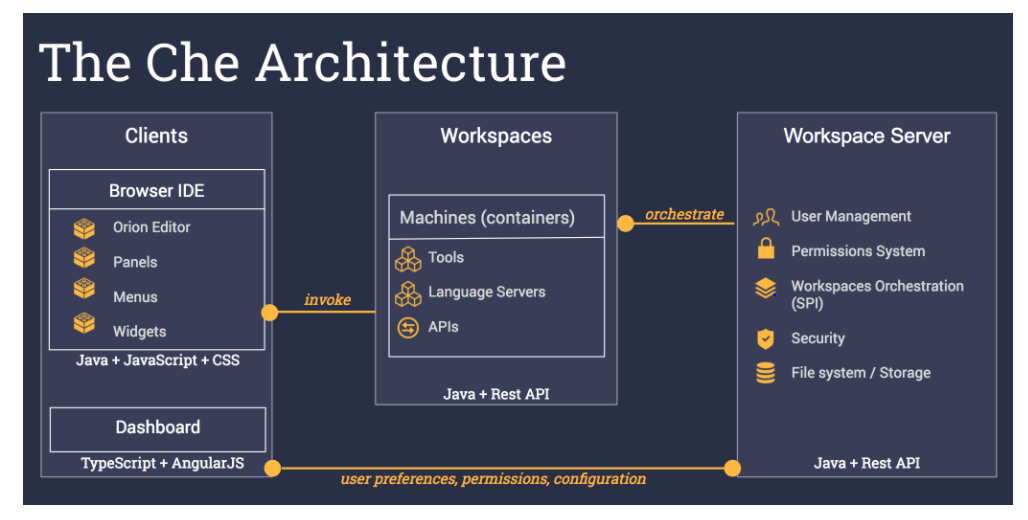 The Che Architecture
Clients
Browser IDE
Orion Editor
Panels
Menus
Widgets
Java + JavaScript + CSS
Dashboard
TypeScript + AngularJS
invoke
Workspaces
Machines (containers)
Tools
Language Servers
APIs
Java + Rest API
orchestrate
Workspace Server
User Management
Permissions System
Workspaces Orchestration
(SPI)
Security
File system / Storage
Java + Rest API
user preferences, permissions, configuration